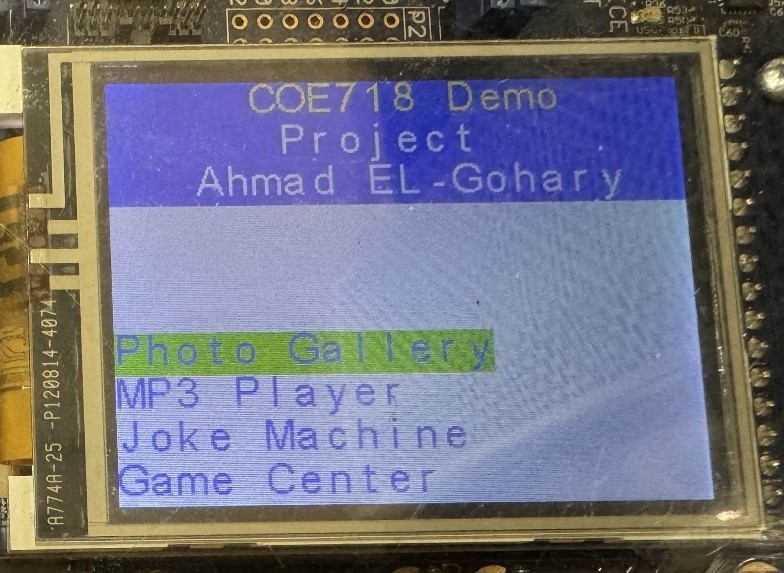 P2
CE
COE718 Demo
Project
Ahmad EL-Gohary
Photo Gallery
MP3 Player
Joke Machine
Game Center
A774A-25 -P120814-4074